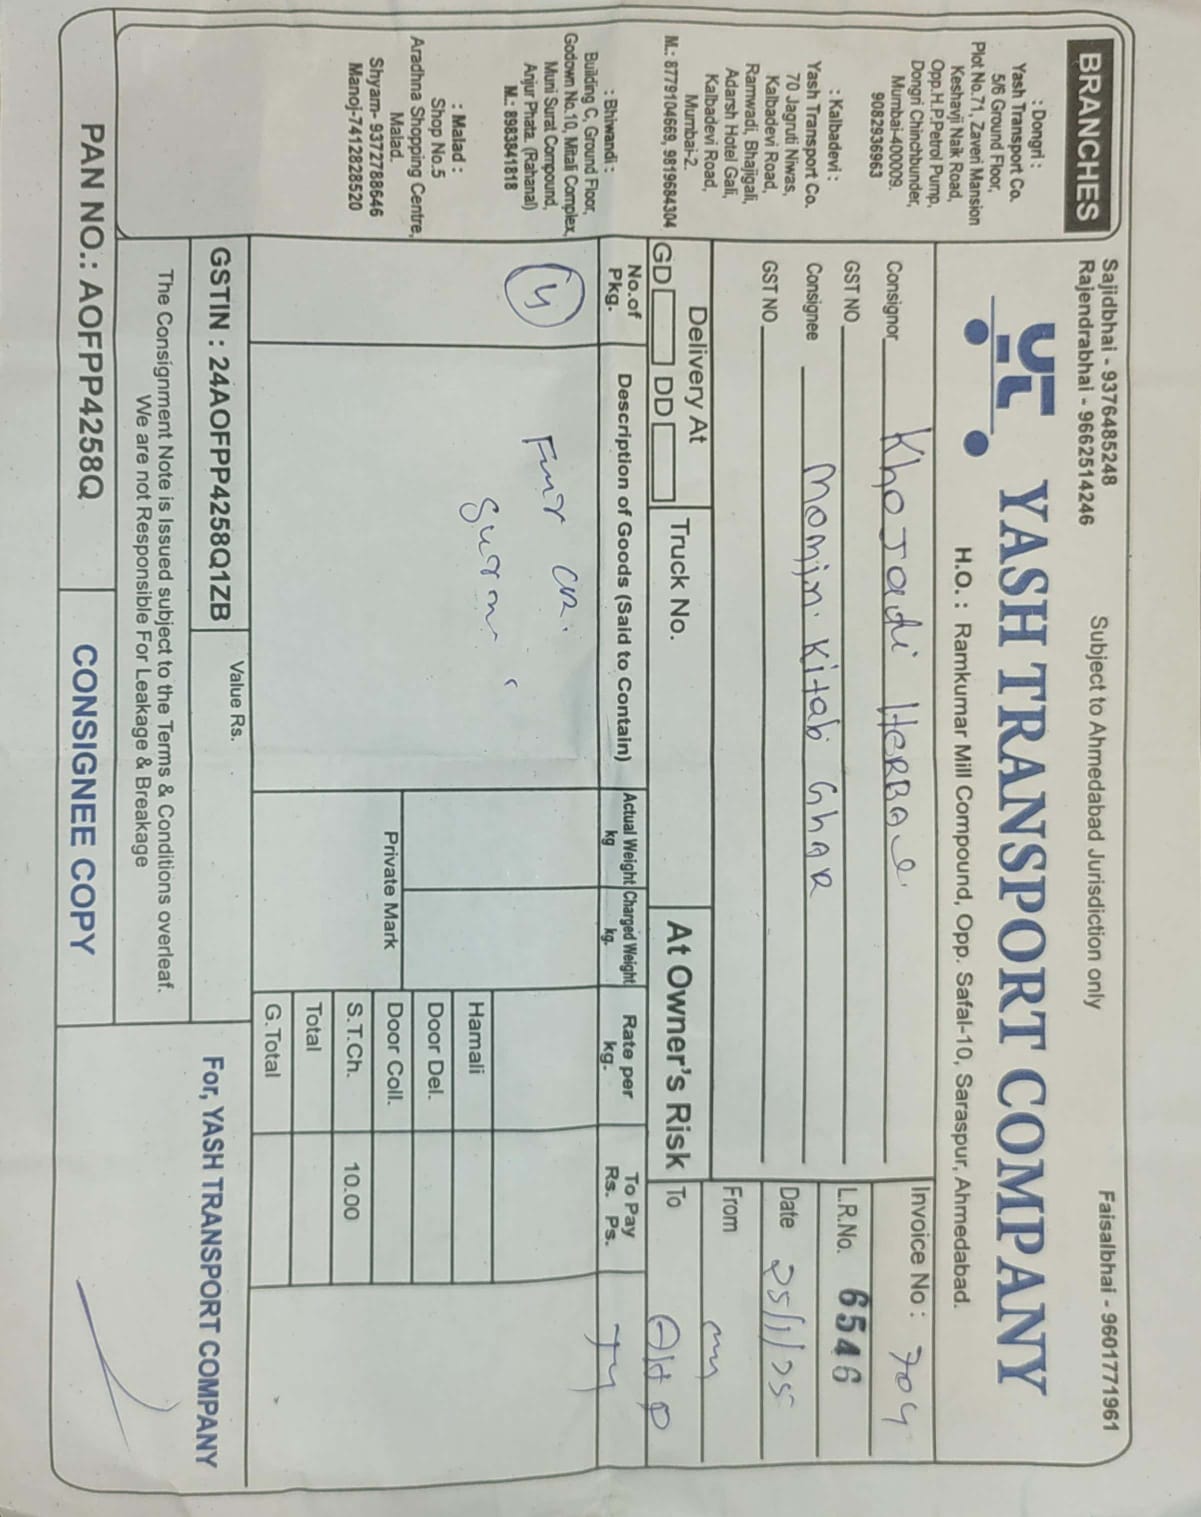 BRANCHES
: Dongri :
Yash Transport Co.
5/6 Ground Floor,
Plot No.71, Zaveri Mansion
Keshavji Naik Road,
Opp.H.P.Petrol Pump,
Dongri Chinchbunder,
Mumbai-400009.
9082936963
: Kalbadevi :
Yash Transport Co.
70 Jagruti Niwas,
Kalbadevi Road,
Ramwadi, Bhajigali,
Adarsh Hotel Gali,
Kalbadevi Road,
Mumbai-2.
M.: 8779104669, 9819684304
: Bhiwandi :
Building C, Ground Floor,
Godown No.10, Mitali Complex,
Muni Surat Compound,
Anjur Phata, (Rahanal)
M.: 8983841818
: Malad :
Shop No.5
Aradhna Shopping Centre,
Malad.
Shyam- 9372788646
Manoj-7412828520
Sajidbhai - 9376485248
Rajendrabhai - 9662514246
Subject to Ahmedabad Jurisdiction only
Faisalbhai - 9601771961
YASH TRANSPORT COMPANY
H.O. : Ramkumar Mill Compound, Opp. Safal-10, Saraspur, Ahmedabad.
Consignor Khojadi HERBAL.
GST NO
Consignee Momin. Kitab Ghar
GST NO
Invoice No : 704
L.R.No. 6546
Date 25/1/25
From
To
Delivery At
GD DD
Truck No.
At Owner's Risk
No.of Pkg.
Description of Goods (Said to Contain)
Actual Weight kg
Charged Weight kg.
Rate per kg.
To Pay Rs. Ps.
Hamali
Door Del.
Private Mark
Door Coll.
S.T.Ch. 10.00
Total
G.Total
GSTIN : 24AOFPP4258Q1ZB
Value Rs.
The Consignment Note is Issued subject to the Terms & Conditions overleaf.
We are not Responsible For Leakage & Breakage
For, YASH TRANSPORT COMPANY
PAN NO.: AOFPP4258Q
CONSIGNEE COPY